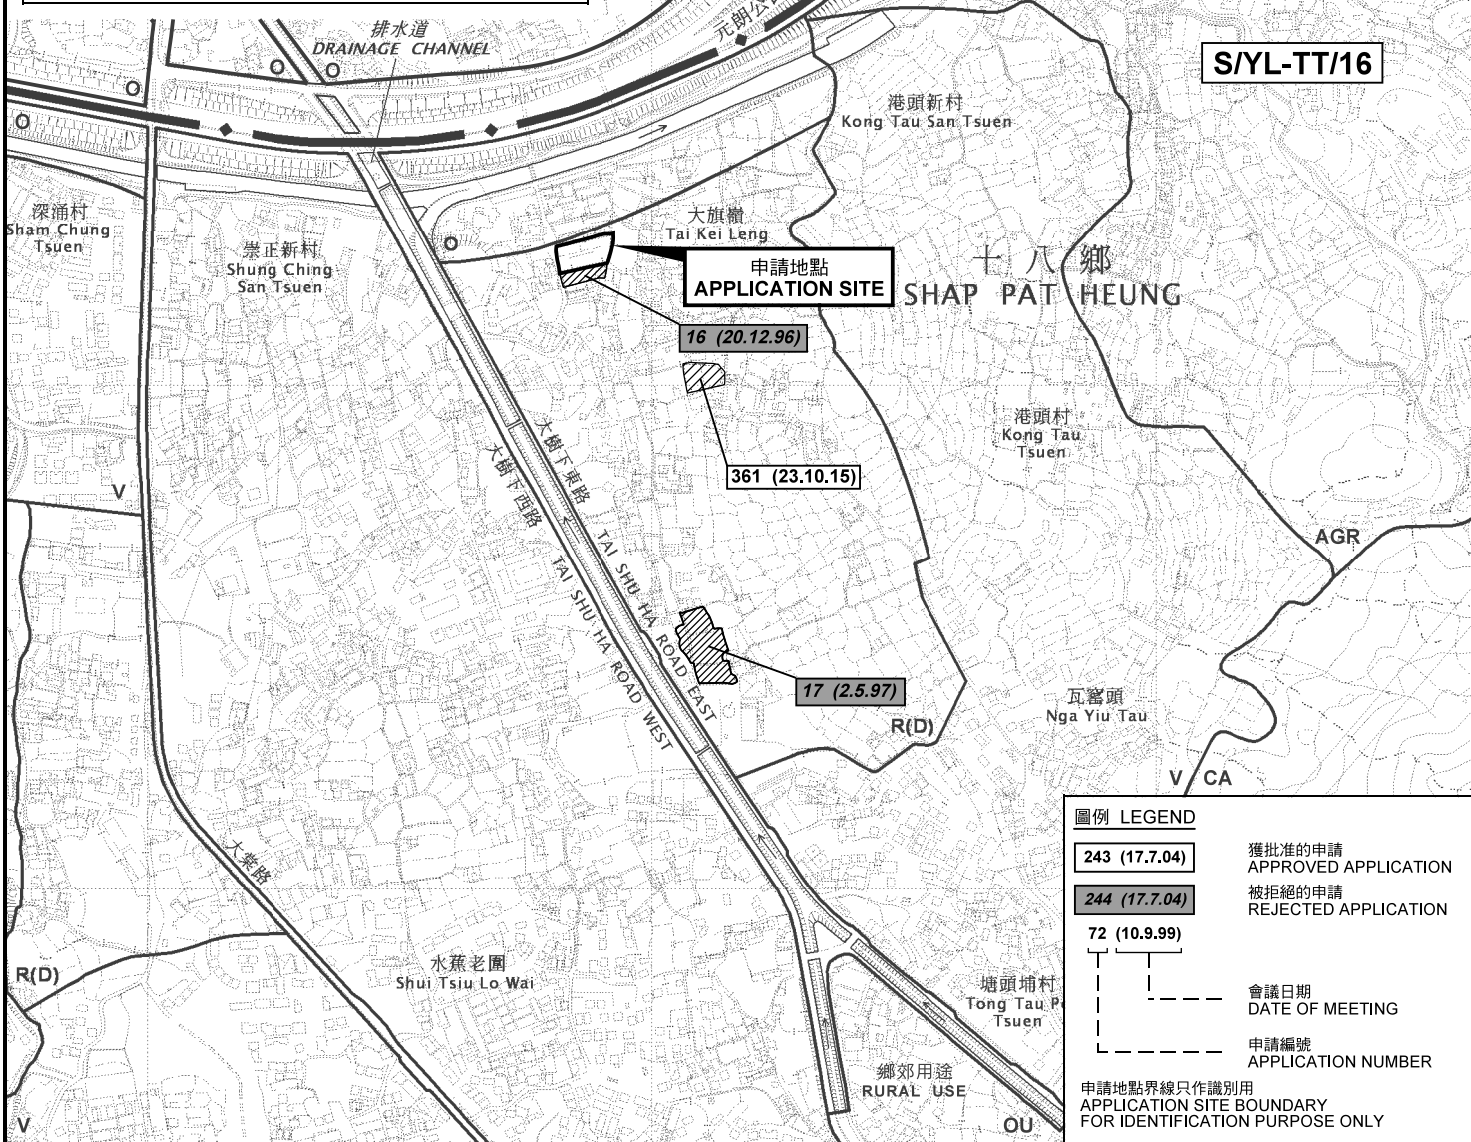 排水道
DRAINAGE CHANNEL
元朗公
S/YL-TT/16
O
O
O
O
港頭新村
Kong Tau San Tsuen
深涌村
Sham Chung
Tsuen
崇正新村
Shung Ching
San Tsuen
O
大旗嶺
Tai Kei Leng
申請地點
APPLICATION SITE
十八鄉
SHAP PAT HEUNG
16 (20.12.96)
361 (23.10.15)
港頭村
Kong Tau
Tsuen
大樹下東路
大樹下西路
TAI SHU HA ROAD EAST
TAI SHU HA ROAD WEST
V
AGR
17 (2.5.97)
R(D)
瓦窰頭
Nga Yiu Tau
V
CA
大棠路
R(D)
水蕉老圍
Shui Tsiu Lo Wai
塘頭埔村
Tong Tau P
Tsuen
鄉郊用途
RURAL USE
OU
V
圖例 LEGEND
243 (17.7.04)
獲批准的申請
APPROVED APPLICATION
244 (17.7.04)
被拒絕的申請
REJECTED APPLICATION
72 (10.9.99)
會議日期
DATE OF MEETING
申請編號
APPLICATION NUMBER
申請地點界線只作識別用
APPLICATION SITE BOUNDARY
FOR IDENTIFICATION PURPOSE ONLY